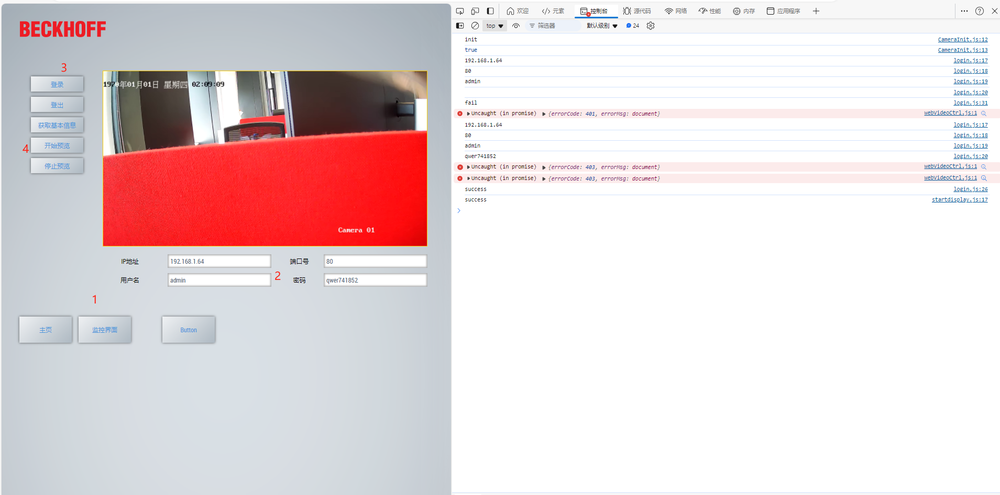 BECKHOFF
3
登录
登出
获取基本信息
4
开始预览
停止预览
1970年01月01日 星期四 02:09:09
Camera 01
IP地址
192.168.1.64
端口号
80
用户名
admin
2
密码
qwer741852
1
主页
监控界面
Button
欢迎
元素
控制台
源代码
网络
性能
内存
应用程序
top
筛选器
默认级别
24
init CameraInit.js:12
true CameraInit.js:13
192.168.1.64 login.js:17
80 login.js:18
admin login.js:19
login.js:20
fail login.js:31
Uncaught (in promise) {errorCode: 401, errorMsg: document} webVideoCtrl.js:1
192.168.1.64 login.js:17
80 login.js:18
admin login.js:19
qwer741852 login.js:20
Uncaught (in promise) {errorCode: 403, errorMsg: document} webVideoCtrl.js:1
Uncaught (in promise) {errorCode: 403, errorMsg: document} webVideoCtrl.js:1
success login.js:26
success startdisplay.js:17